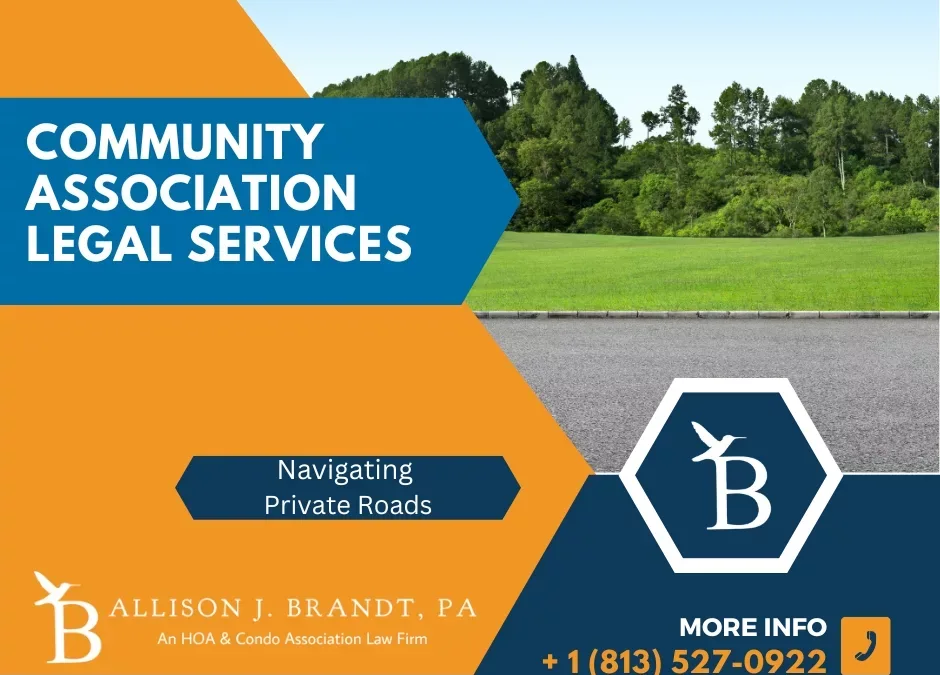 COMMUNITY
ASSOCIATION
LEGAL SERVICES
Navigating
Private Roads
B
B ALLISON J. BRANDT, PA
An HOA & Condo Association Law Firm
MORE INFO
+ 1 (813) 527-0922